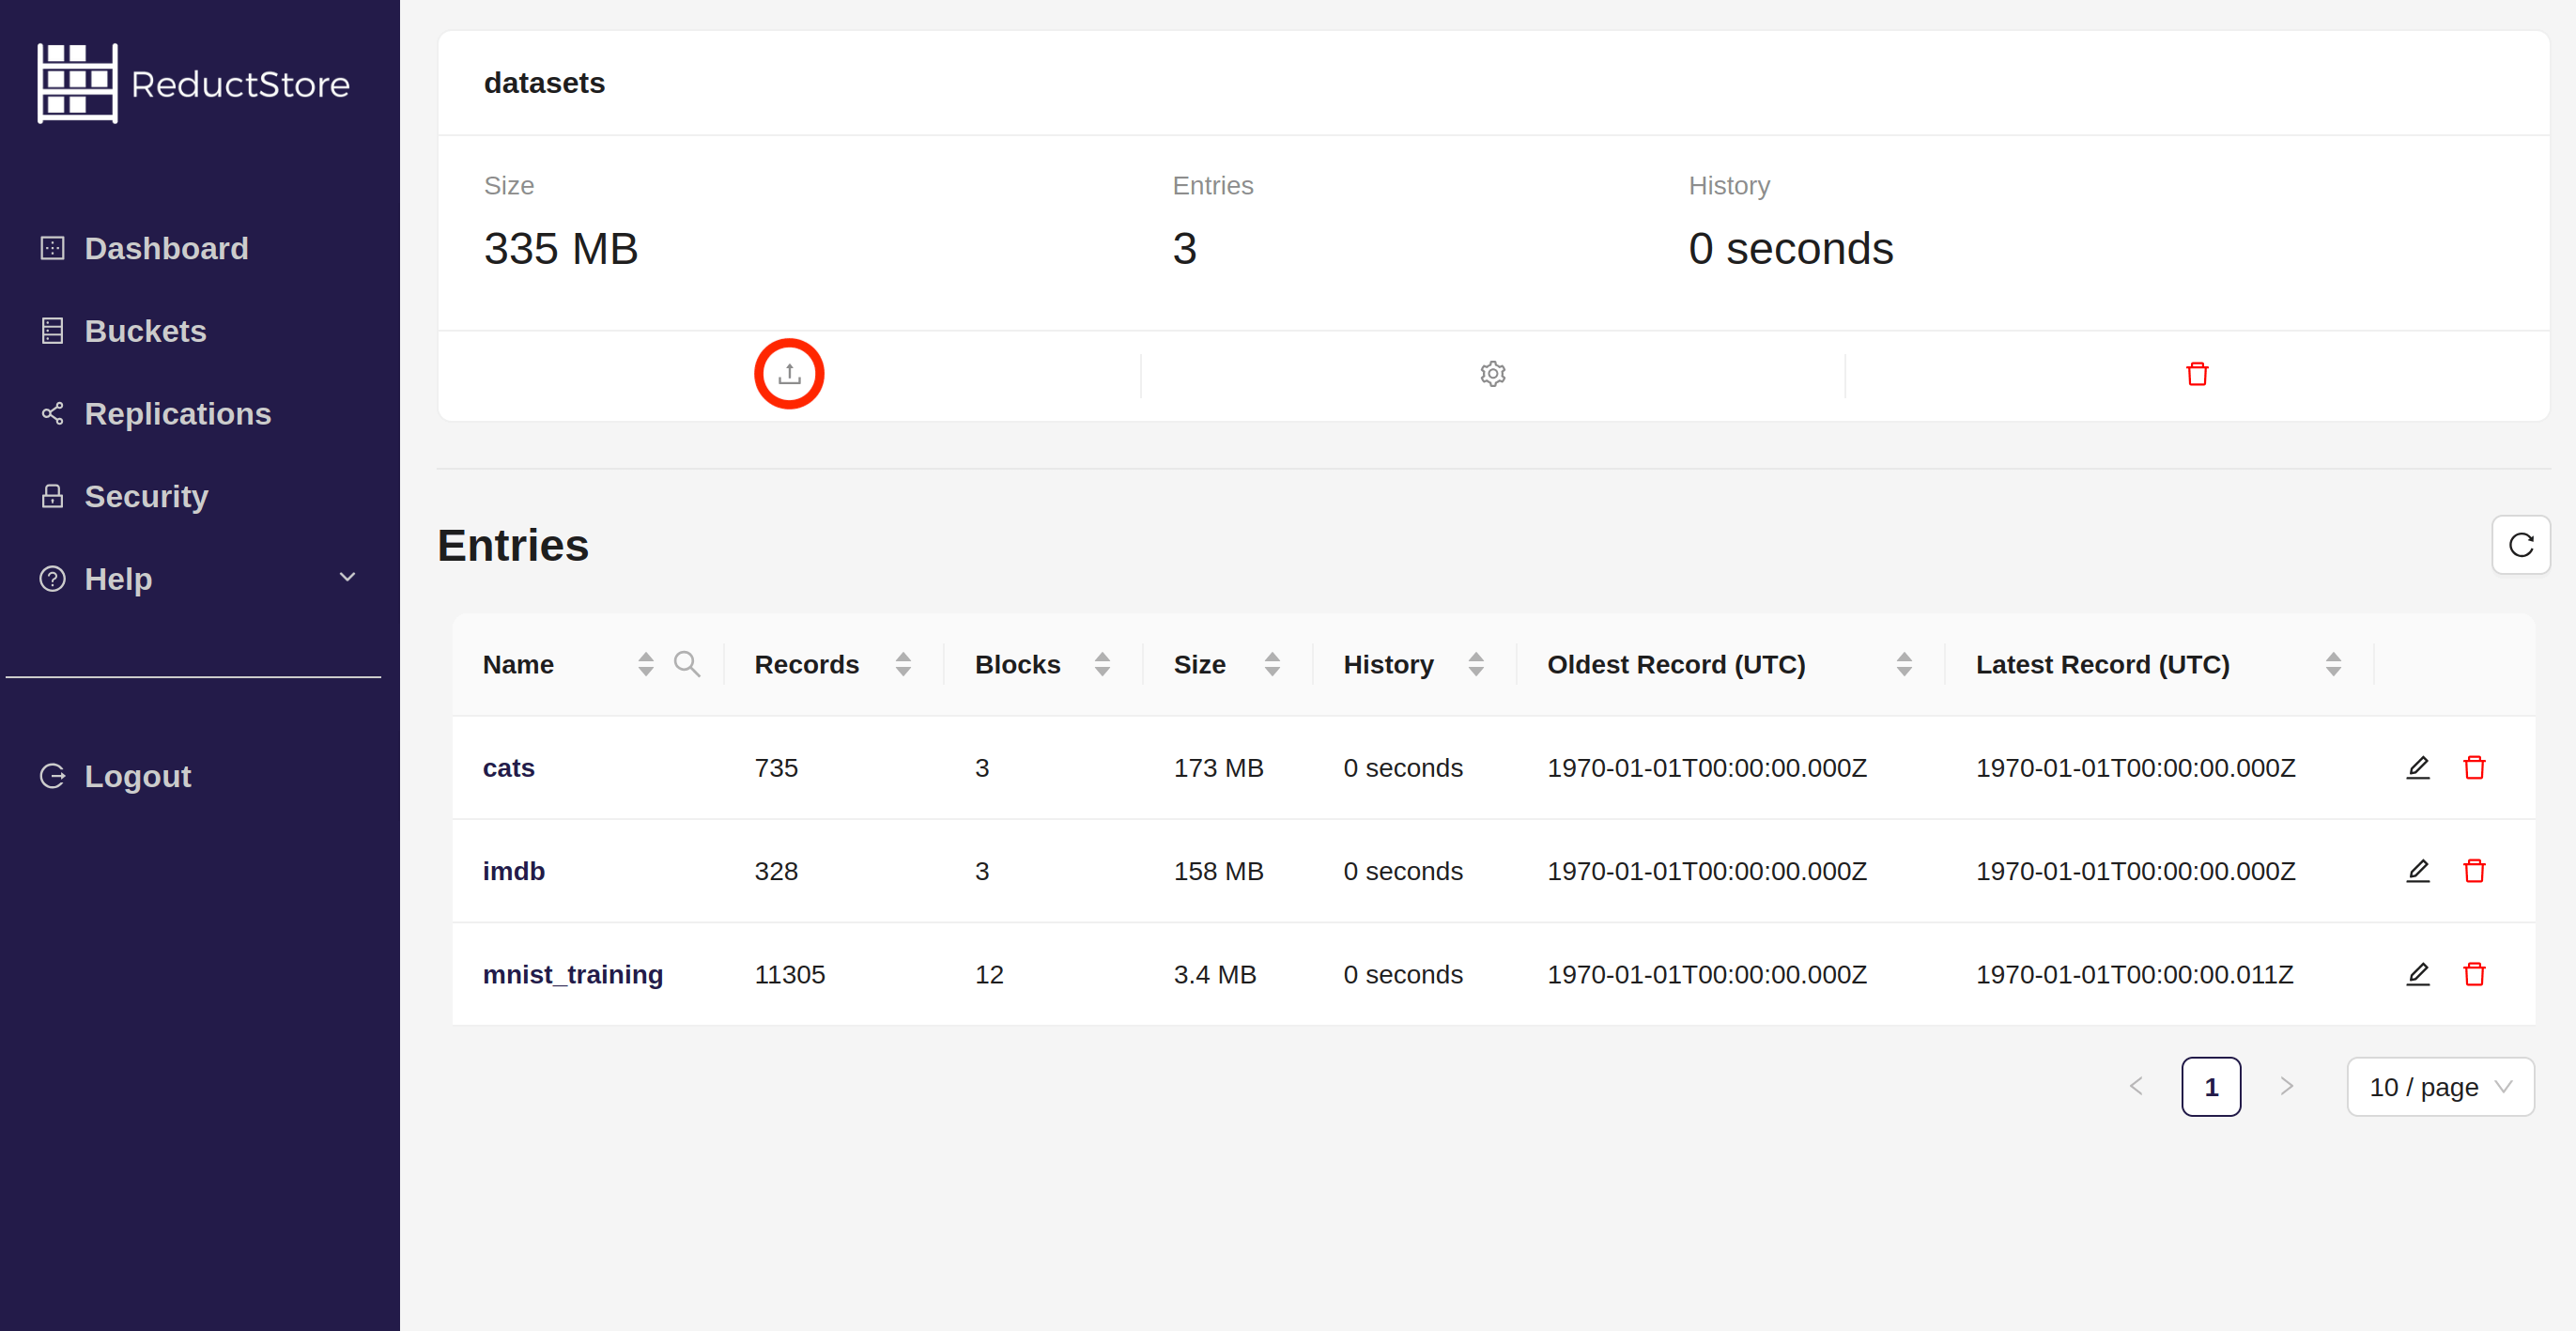 ReductStore
Dashboard
Buckets
Replications
Security
Help
Logout
datasets
Size Entries History
335 MB 3 0 seconds
Entries
Name Records Blocks Size History Oldest Record (UTC) Latest Record (UTC)
cats 735 3 173 MB 0 seconds 1970-01-01T00:00:00.000Z 1970-01-01T00:00:00.000Z
imdb 328 3 158 MB 0 seconds 1970-01-01T00:00:00.000Z 1970-01-01T00:00:00.000Z
mnist_training 11305 12 3.4 MB 0 seconds 1970-01-01T00:00:00.000Z 1970-01-01T00:00:00.011Z
1 10 / page